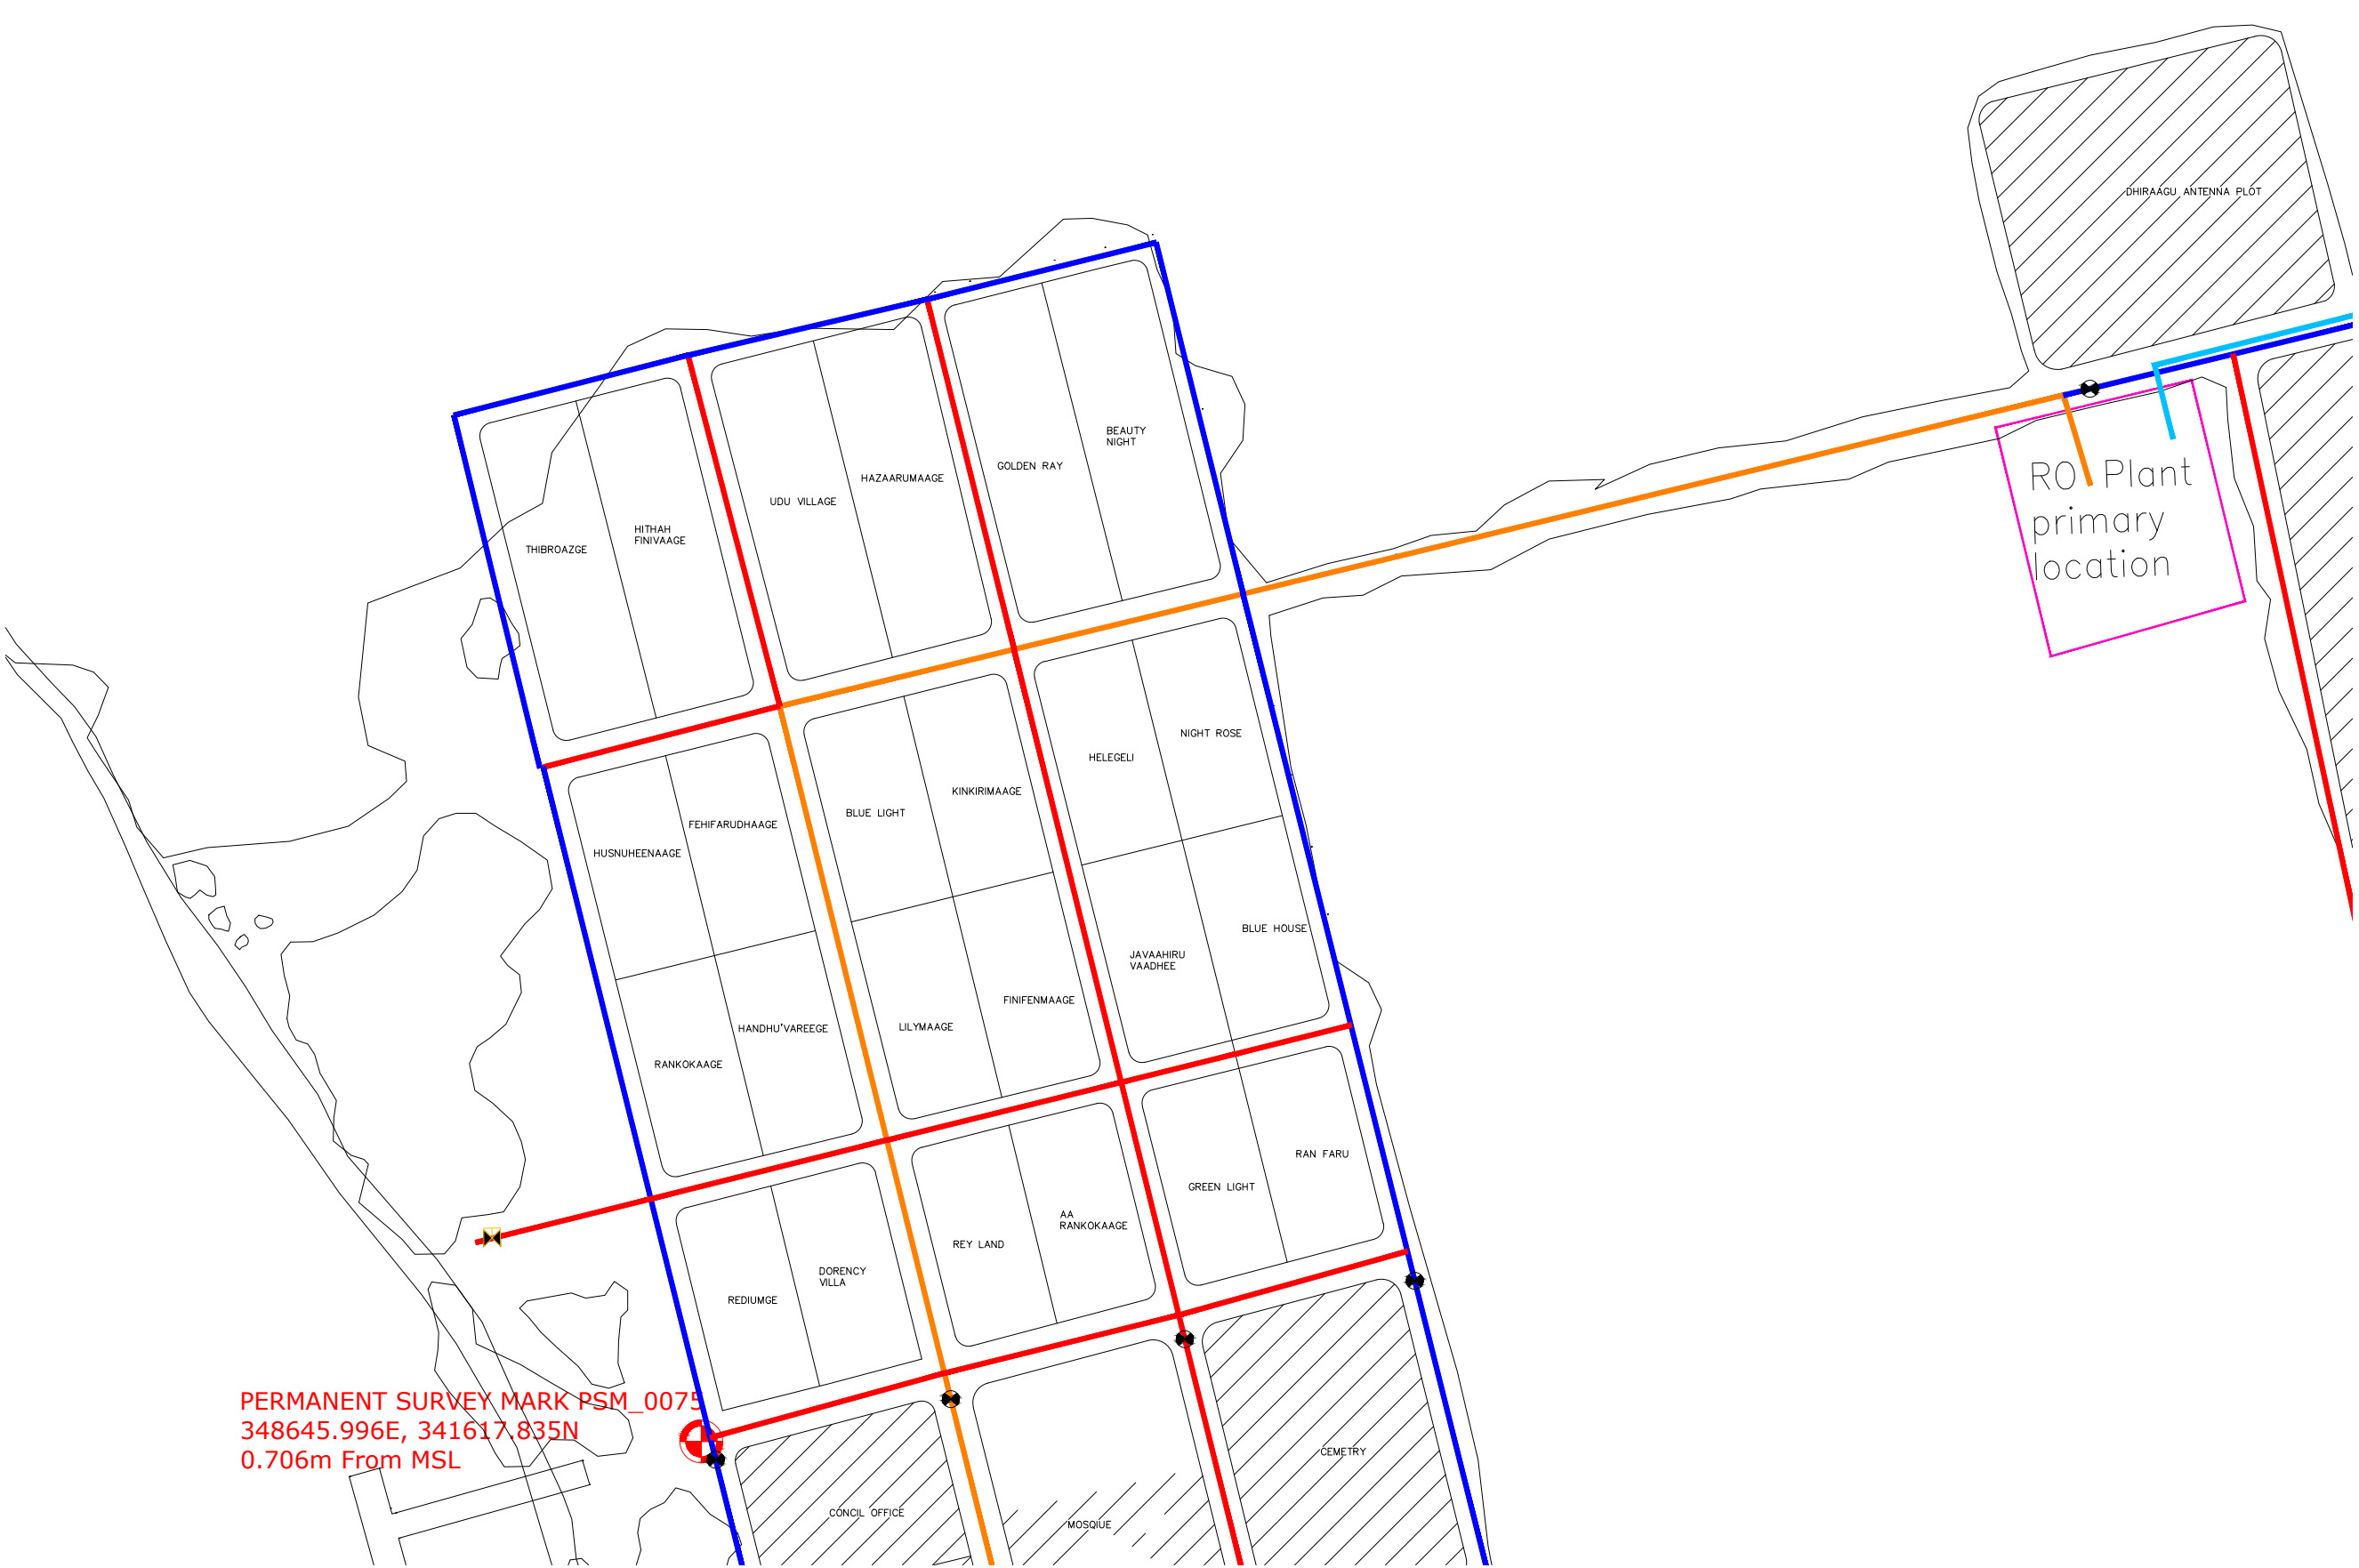 DHIRAAGU ANTENNA PLOT
RO Plant
primary
location
BEAUTY
NIGHT
GOLDEN RAY
HAZAARUMAAGE
UDU VILLAGE
HITHAH
FINIVAAGE
THIBROAZGE
NIGHT ROSE
HELEGELI
KINKIRIMAAGE
BLUE LIGHT
FEHIFARUDHAAGE
HUSNUHEENAAGE
BLUE HOUSE
JAVAAHIRU
VAADHEE
FINIFENMAAGE
LILYMAAGE
HANDHU'VAREEGE
RANKOKAAGE
RAN FARU
GREEN LIGHT
AA
RANKOKAAGE
REY LAND
DORENCY
VILLA
REDIUMGE
PERMANENT SURVEY MARK PSM_0075
348645.996E, 341617.835N
0.706m From MSL
CEMETRY
CONCIL OFFICE
MOSQIUE